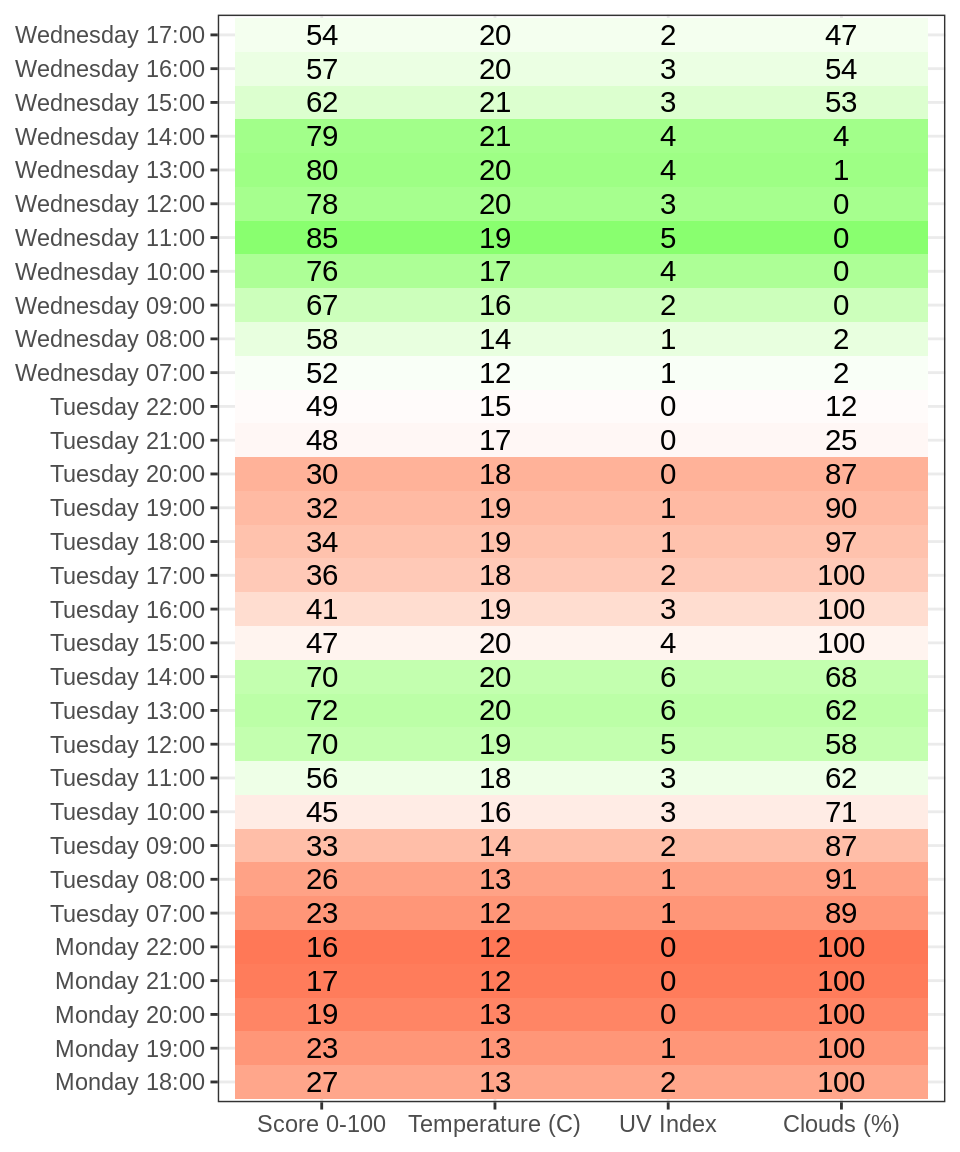 Wednesday 17:00 54 20 2 47
Wednesday 16:00 57 20 3 54
Wednesday 15:00 62 21 3 53
Wednesday 14:00 79 21 4 4
Wednesday 13:00 80 20 4 1
Wednesday 12:00 78 20 3 0
Wednesday 11:00 85 19 5 0
Wednesday 10:00 76 17 4 0
Wednesday 09:00 67 16 2 0
Wednesday 08:00 58 14 1 2
Wednesday 07:00 52 12 1 2
Tuesday 22:00 49 15 0 12
Tuesday 21:00 48 17 0 25
Tuesday 20:00 30 18 0 87
Tuesday 19:00 32 19 1 90
Tuesday 18:00 34 19 1 97
Tuesday 17:00 36 18 2 100
Tuesday 16:00 41 19 3 100
Tuesday 15:00 47 20 4 100
Tuesday 14:00 70 20 6 68
Tuesday 13:00 72 20 6 62
Tuesday 12:00 70 19 5 58
Tuesday 11:00 56 18 3 62
Tuesday 10:00 45 16 3 71
Tuesday 09:00 33 14 2 87
Tuesday 08:00 26 13 1 91
Tuesday 07:00 23 12 1 89
Monday 22:00 16 12 0 100
Monday 21:00 17 12 0 100
Monday 20:00 19 13 0 100
Monday 19:00 23 13 1 100
Monday 18:00 27 13 2 100
Score 0-100 Temperature (C) UV Index Clouds (%)